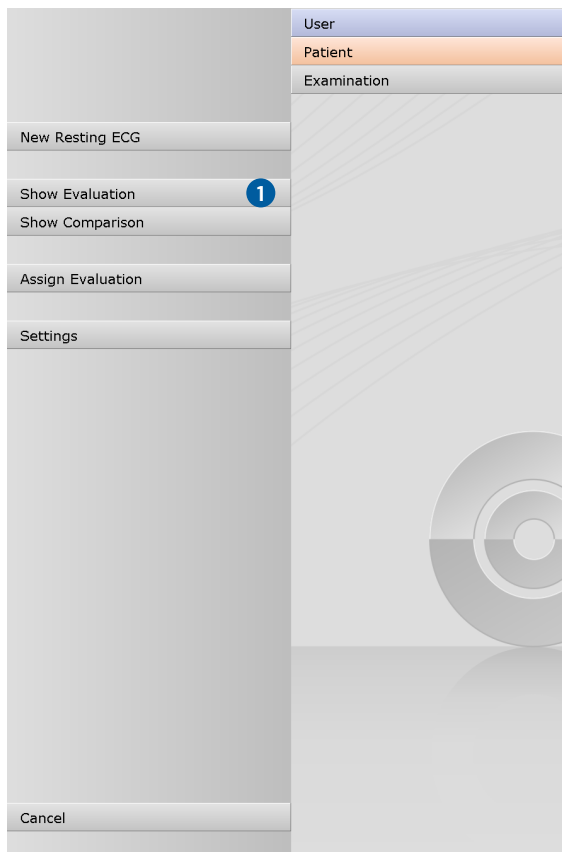 User
Patient
Examination
New Resting ECG
Show Evaluation 1
Show Comparison
Assign Evaluation
Settings
Cancel